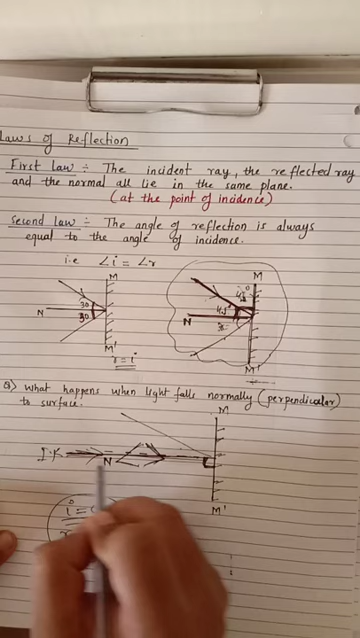 Laws of Reflection
First Law :- The incident ray, the reflected ray
and the normal all lie in the same plane.
(at the point of incidence)
Second law :- The angle of reflection is always
equal to the angle of incidence.
i.e ∠i = ∠r
M
N
i
30
30
M'
r = i
M
45°
45°
N
M'
Q) What happens when light falls normally (perpendicular)
to surface.
M
I.R
N
M'
i =